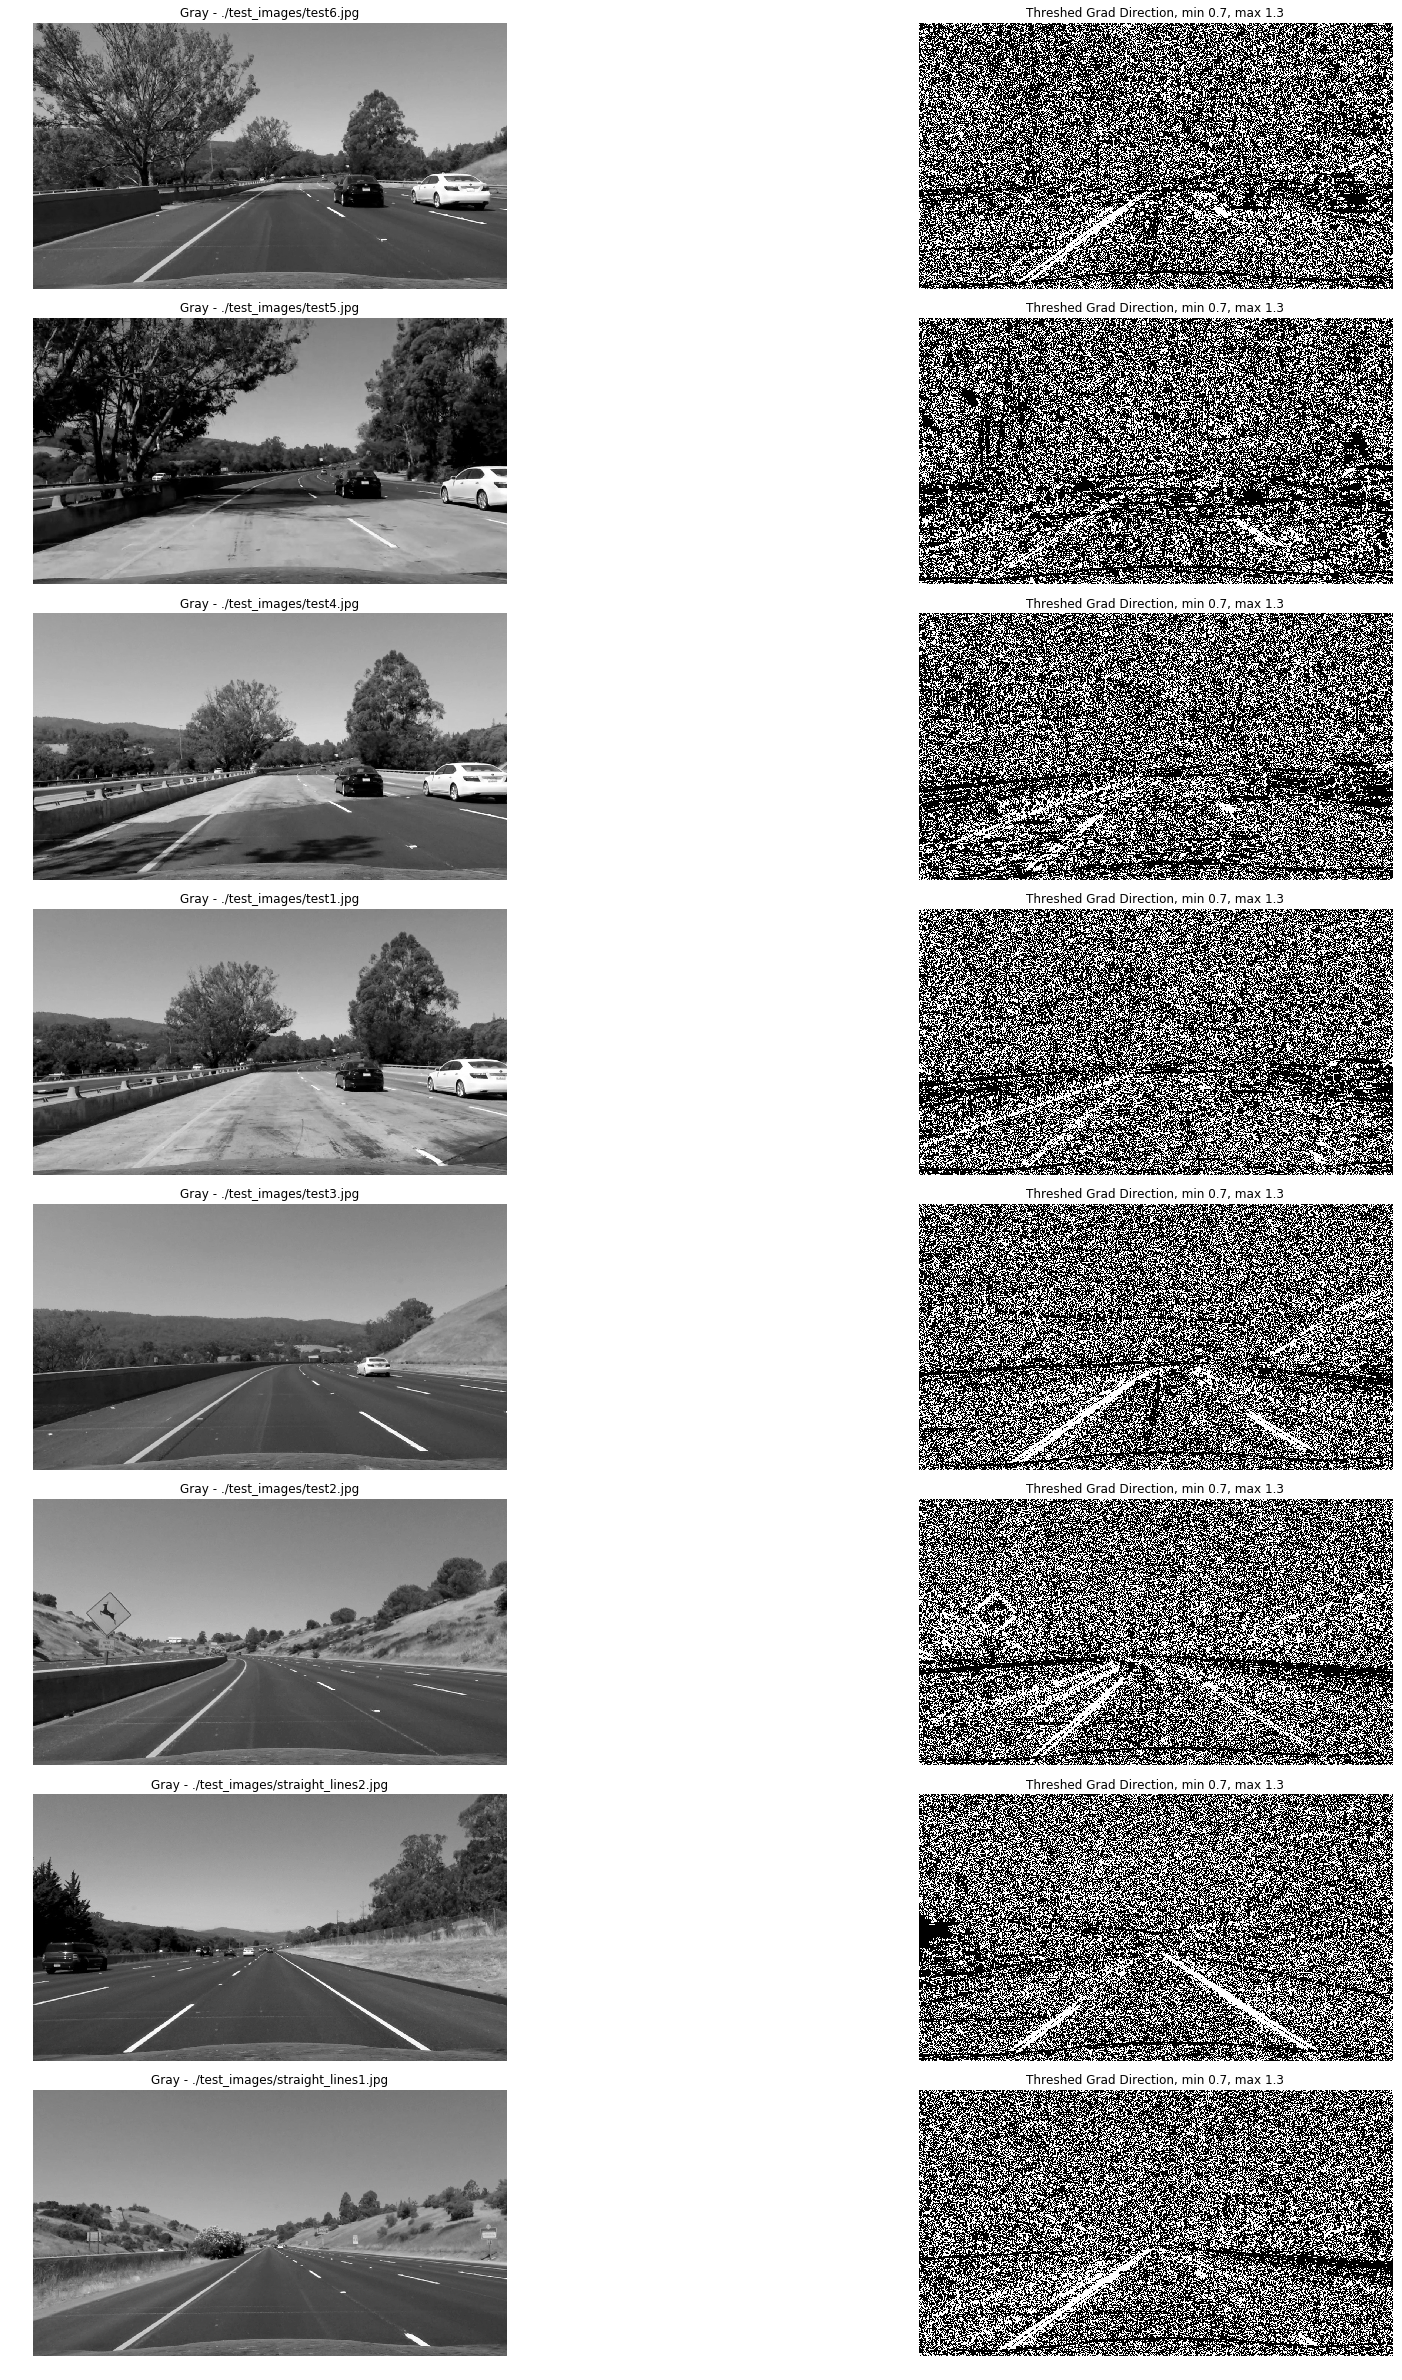 Gray - ./test_images/test6.jpg
Threshed Grad Direction, min 0.7, max 1.3
Gray - ./test_images/test5.jpg
Threshed Grad Direction, min 0.7, max 1.3
Gray - ./test_images/test4.jpg
Threshed Grad Direction, min 0.7, max 1.3
Gray - ./test_images/test1.jpg
Threshed Grad Direction, min 0.7, max 1.3
Gray - ./test_images/test3.jpg
Threshed Grad Direction, min 0.7, max 1.3
Gray - ./test_images/test2.jpg
Threshed Grad Direction, min 0.7, max 1.3
Gray - ./test_images/straight_lines2.jpg
Threshed Grad Direction, min 0.7, max 1.3
Gray - ./test_images/straight_lines1.jpg
Threshed Grad Direction, min 0.7, max 1.3